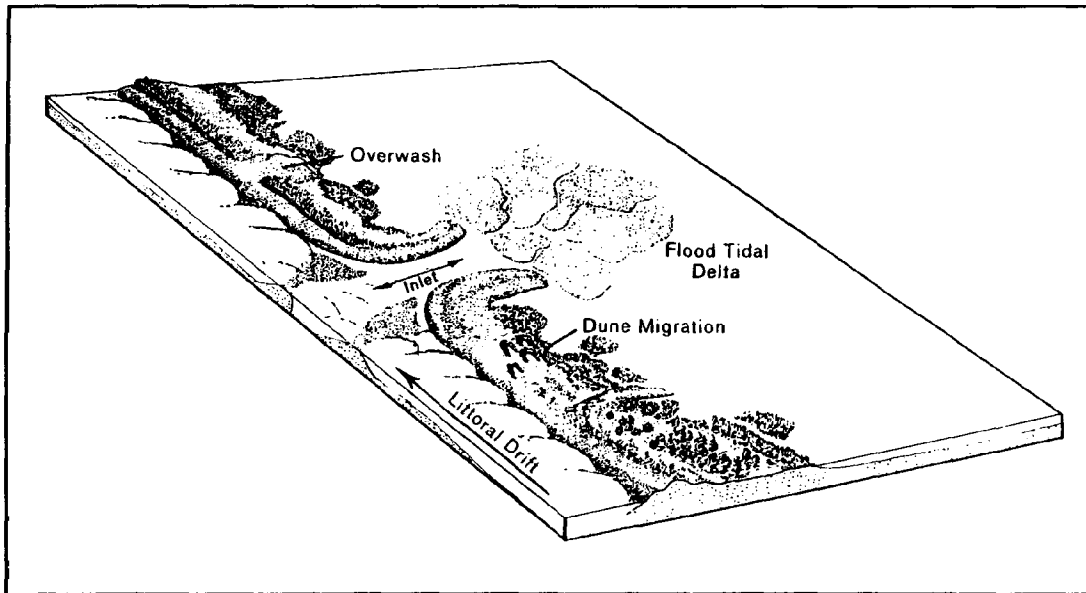 Overwash
Inlet
Flood Tidal
Delta
Dune Migration
Littoral Drift